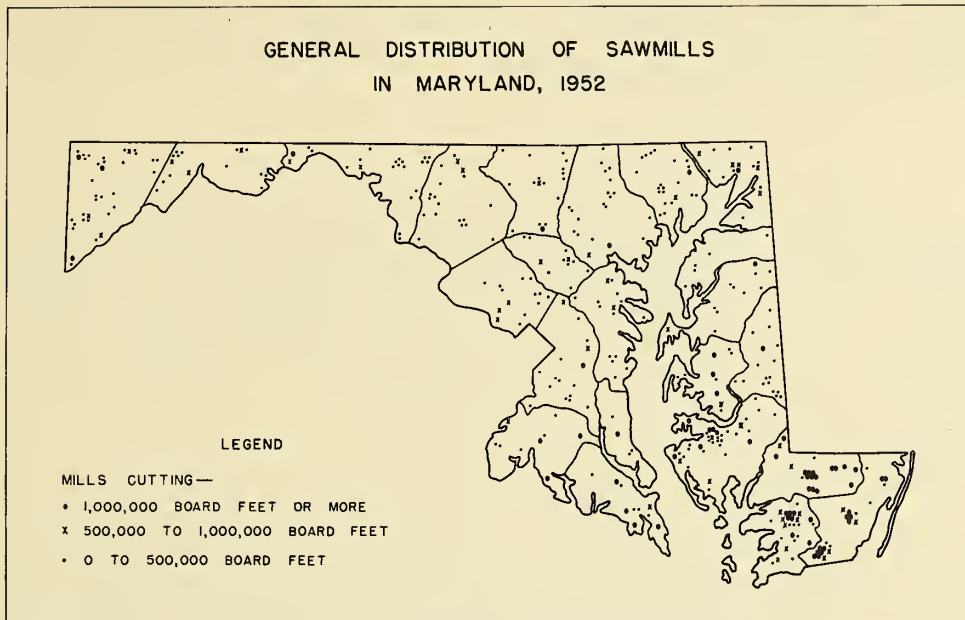 GENERAL DISTRIBUTION OF SAWMILLS
IN MARYLAND, 1952
LEGEND
MILLS CUTTING—
• 1,000,000 BOARD FEET OR MORE
x 500,000 TO 1,000,000 BOARD FEET
• 0 TO 500,000 BOARD FEET